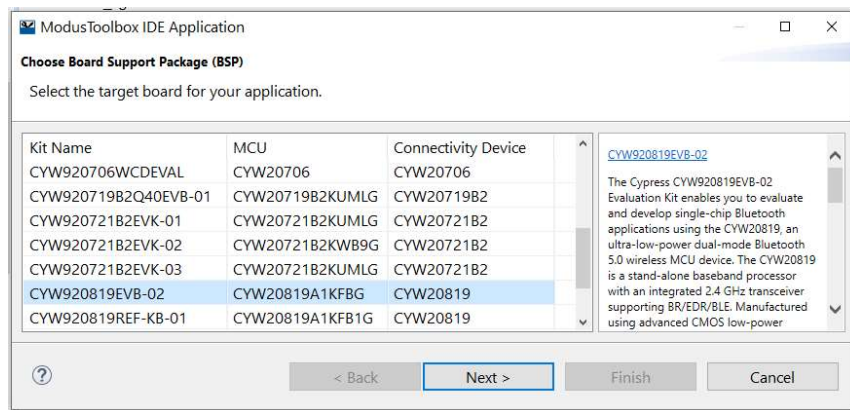 ModusToolbox IDE Application
Choose Board Support Package (BSP)
Select the target board for your application.
Kit Name MCU Connectivity Device
CYW920706WCDEVAL CYW20706 CYW20706
CYW920719B2Q40EVB-01 CYW20719B2KUMLG CYW20719B2
CYW920721B2EVK-01 CYW20721B2KUMLG CYW20721B2
CYW920721B2EVK-02 CYW20721B2KWB9G CYW20721B2
CYW920721B2EVK-03 CYW20721B2KUMLG CYW20721B2
CYW920819EVB-02 CYW20819A1KFBG CYW20819
CYW920819REF-KB-01 CYW20819A1KFB1G CYW20819
CYW920819EVB-02
The Cypress CYW920819EVB-02
Evaluation Kit enables you to evaluate
and develop single-chip Bluetooth
applications using the CYW20819, an
ultra-low-power dual-mode Bluetooth
5.0 wireless MCU device. The CYW20819
is a stand-alone baseband processor
with an integrated 2.4 GHz transceiver
supporting BR/EDR/BLE. Manufactured
using advanced CMOS low-power
? < Back Next > Finish Cancel